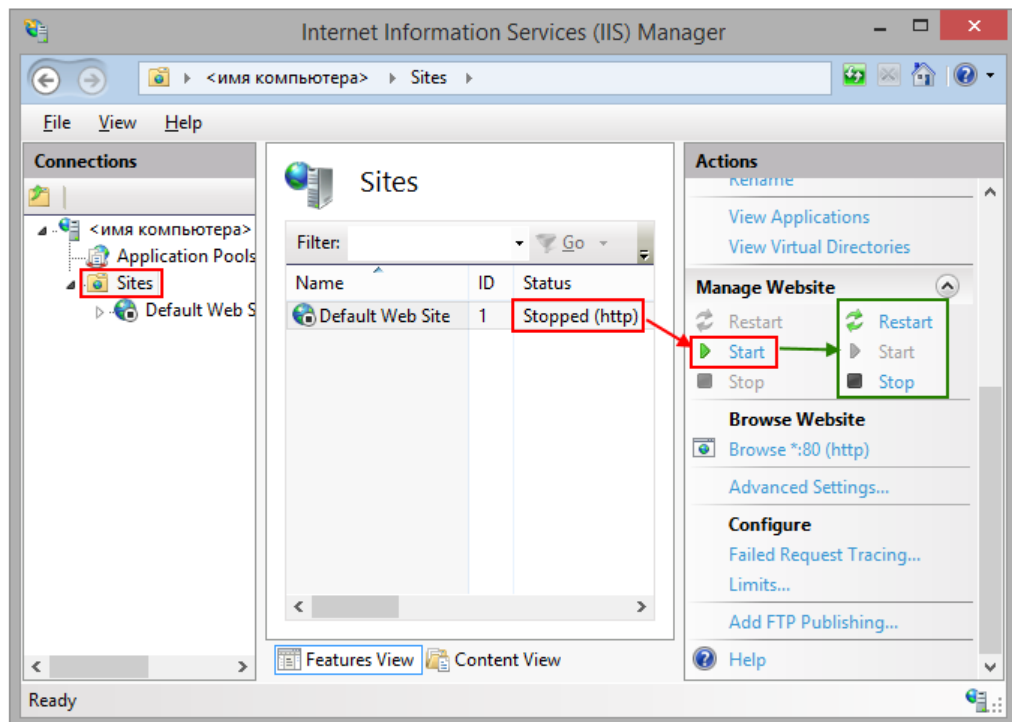 Internet Information Services (IIS) Manager
<имя компьютера> Sites
File View Help
Connections
<имя компьютера>
Application Pools
Sites
Default Web S
Sites
Filter: Go
Name ID Status
Default Web Site 1 Stopped (http)
Features View Content View
Actions
Rename
View Applications
View Virtual Directories
Manage Website
Restart Restart
Start Start
Stop Stop
Browse Website
Browse *:80 (http)
Advanced Settings...
Configure
Failed Request Tracing...
Limits...
Add FTP Publishing...
Help
Ready